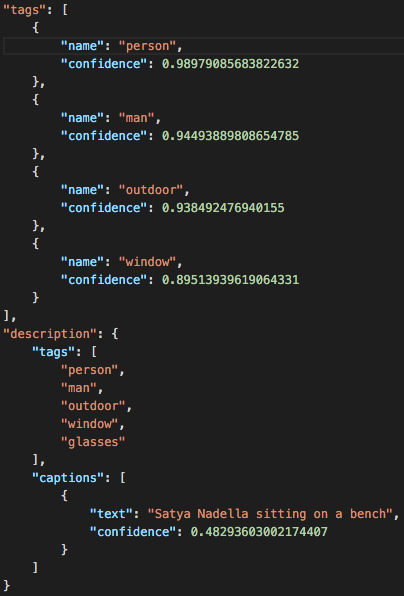 "tags": [
{
"name": "person",
"confidence": 0.98979085683822632
},
{
"name": "man",
"confidence": 0.94493889808654785
},
{
"name": "outdoor",
"confidence": 0.938492476940155
},
{
"name": "window",
"confidence": 0.89513939619064331
}
],
"description": {
"tags": [
"person",
"man",
"outdoor",
"window",
"glasses"
],
"captions": [
{
"text": "Satya Nadella sitting on a bench",
"confidence": 0.48293603002174407
}
]
}